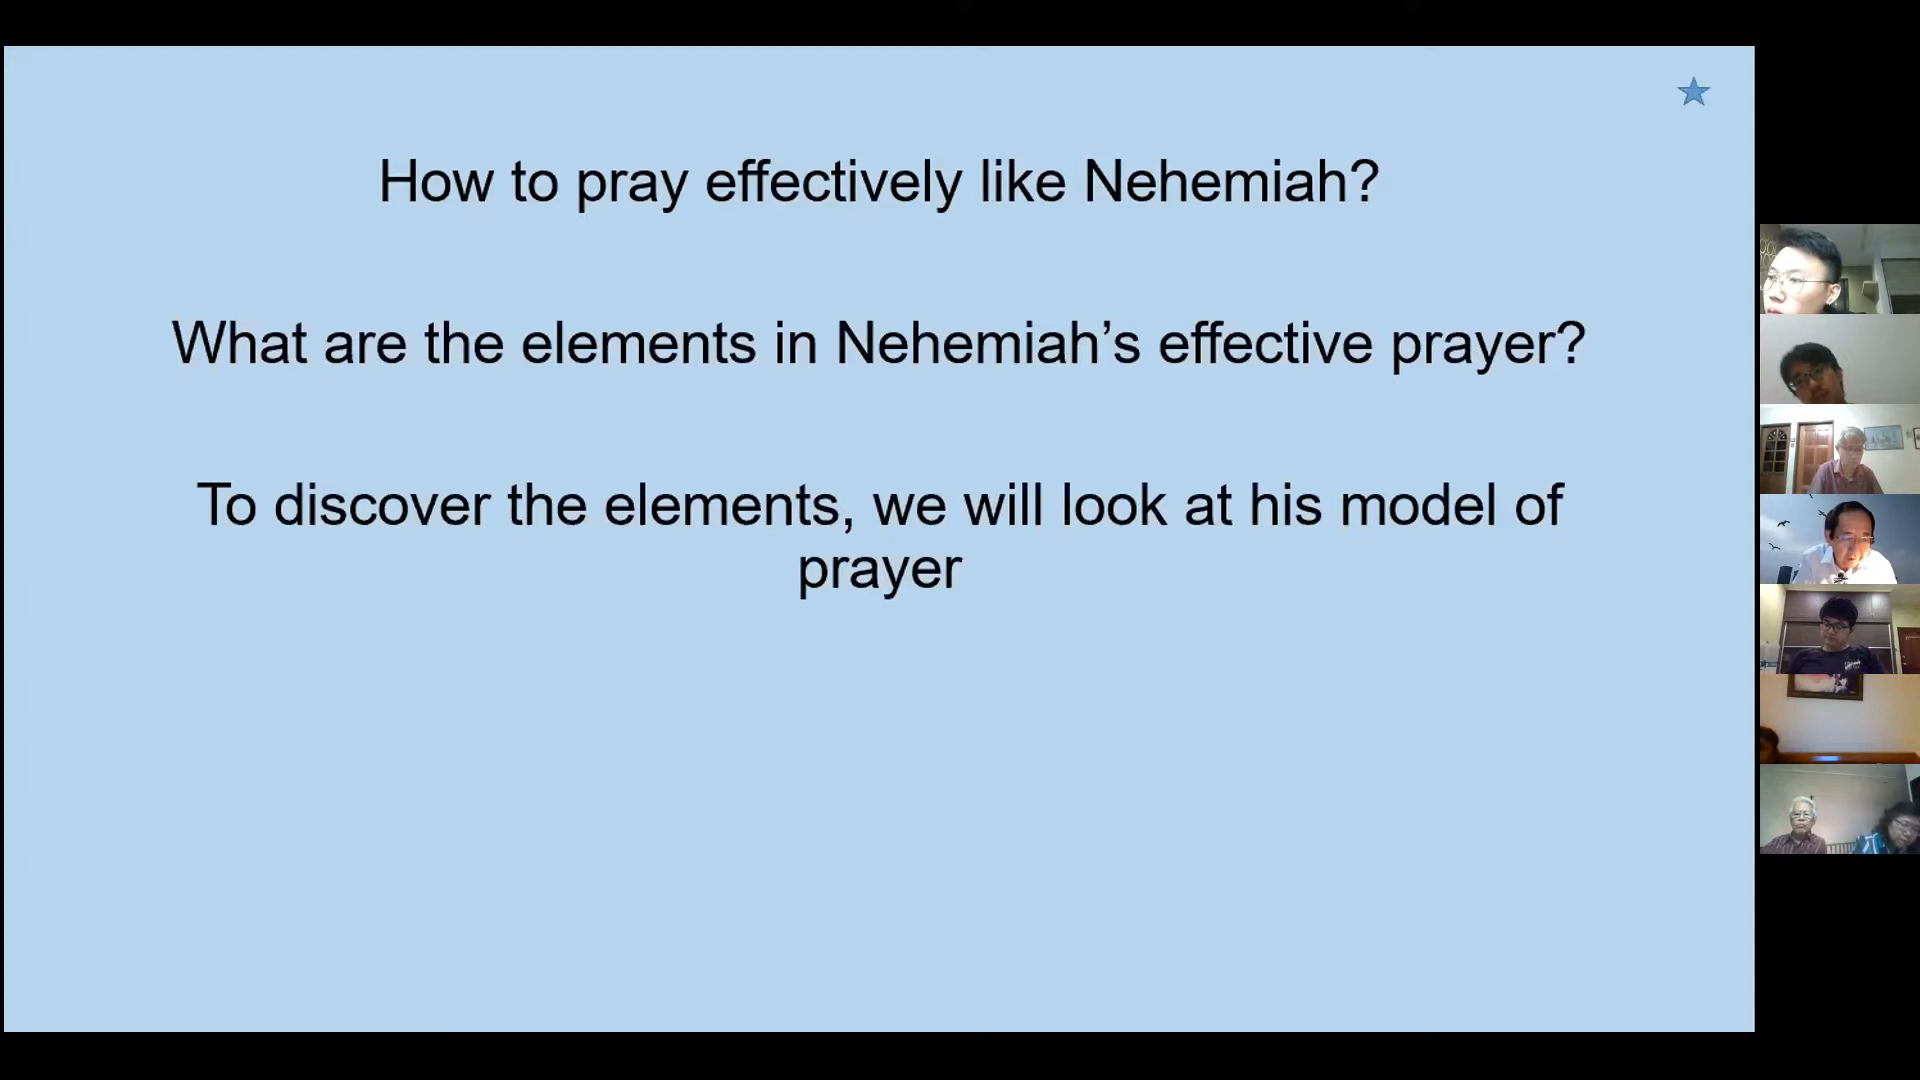 How to pray effectively like Nehemiah?
What are the elements in Nehemiah’s effective prayer?
To discover the elements, we will look at his model of
prayer